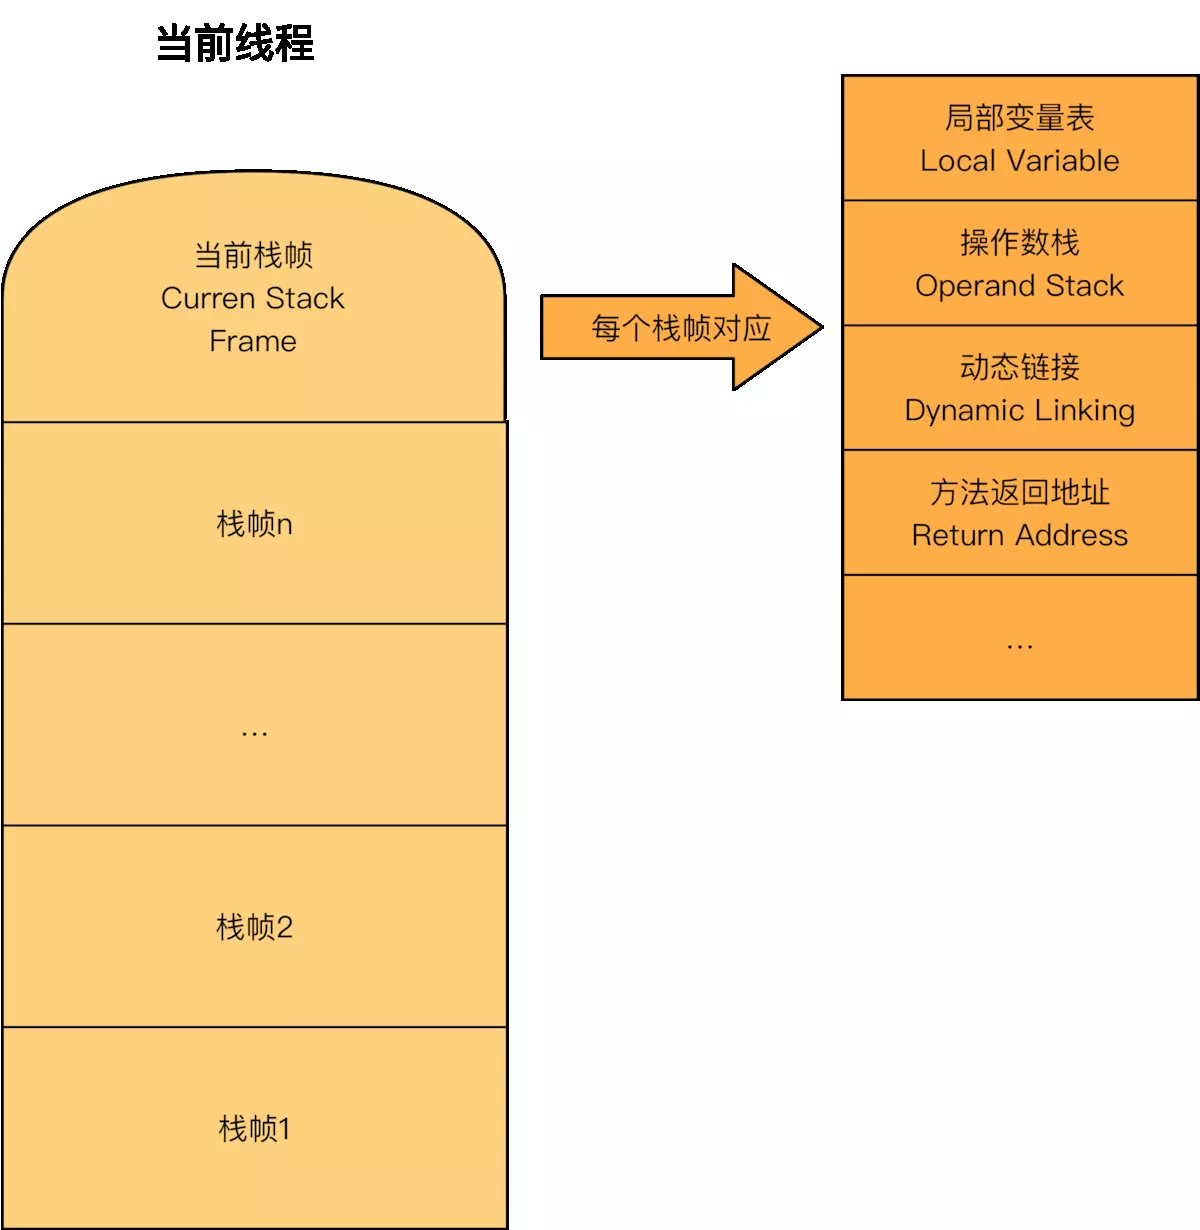 当前线程
当前栈帧
Curren Stack
Frame
栈帧n
...
栈帧2
栈帧1
每个栈帧对应
局部变量表
Local Variable
操作数栈
Operand Stack
动态链接
Dynamic Linking
方法返回地址
Return Address
...